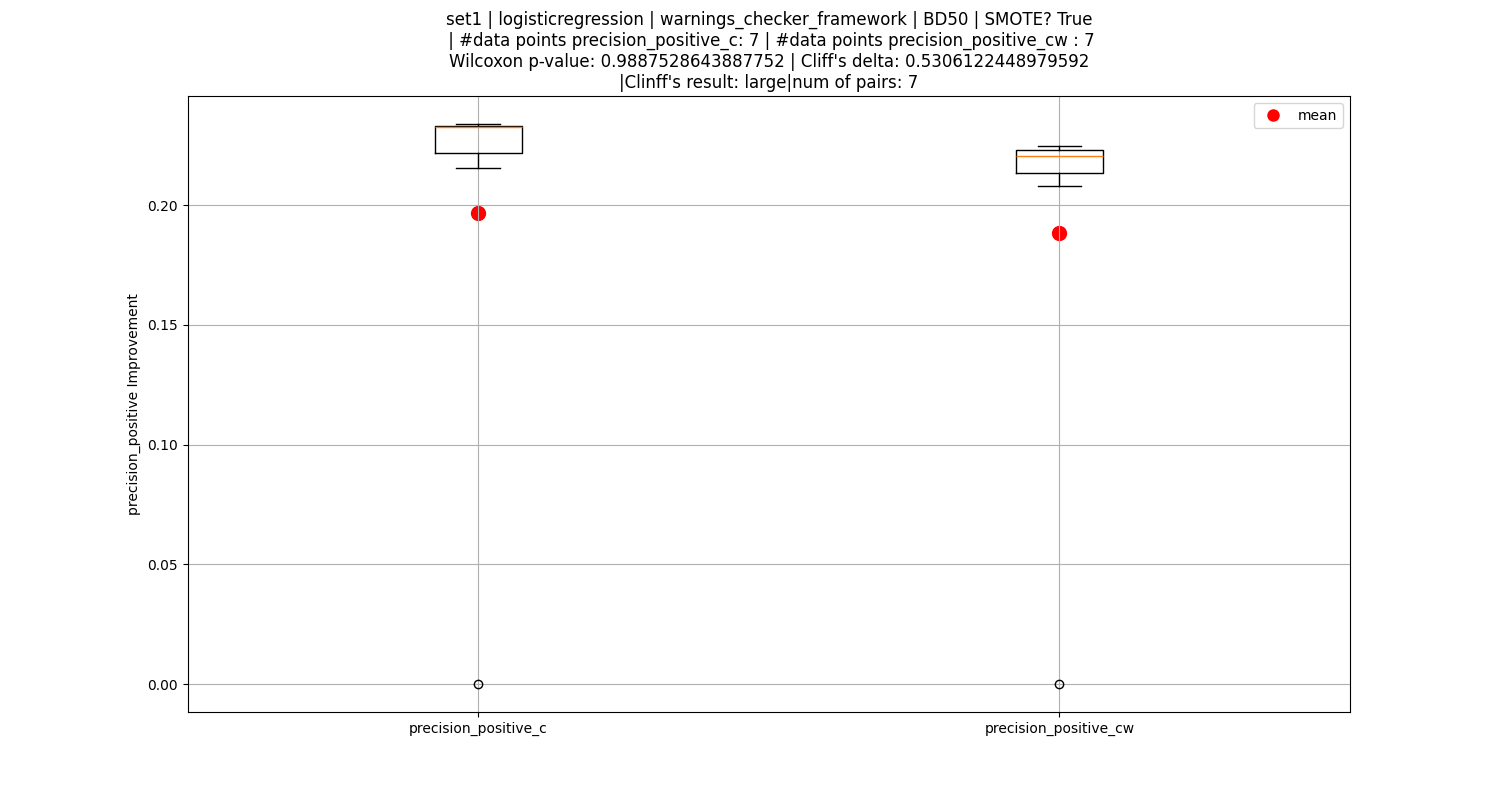 set1 | logisticregression | warnings_checker_framework | BD50 | SMOTE? True
| #data points precision_positive_c: 7 | #data points precision_positive_cw : 7
Wilcoxon p-value: 0.9887528643887752 | Cliff's delta: 0.5306122448979592
|Clinff's result: large|num of pairs: 7
mean
precision_positive Improvement
0.20
0.15
0.10
0.05
0.00
precision_positive_c
precision_positive_cw